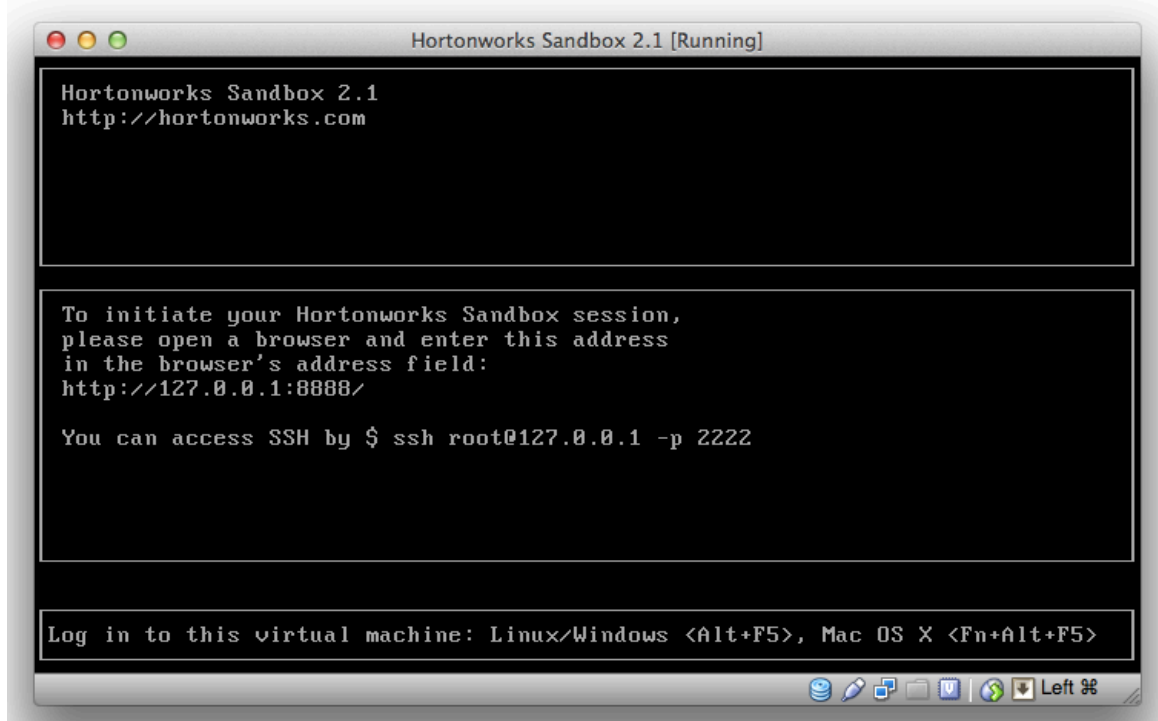 Hortonworks Sandbox 2.1 [Running]
Hortonworks Sandbox 2.1
http://hortonworks.com
To initiate your Hortonworks Sandbox session,
please open a browser and enter this address
in the browser's address field:
http://127.0.0.1:8888/
You can access SSH by $ ssh root@127.0.0.1 -p 2222
Log in to this virtual machine: Linux/Windows <Alt+F5>, Mac OS X <Fn+Alt+F5>
Left ⌘